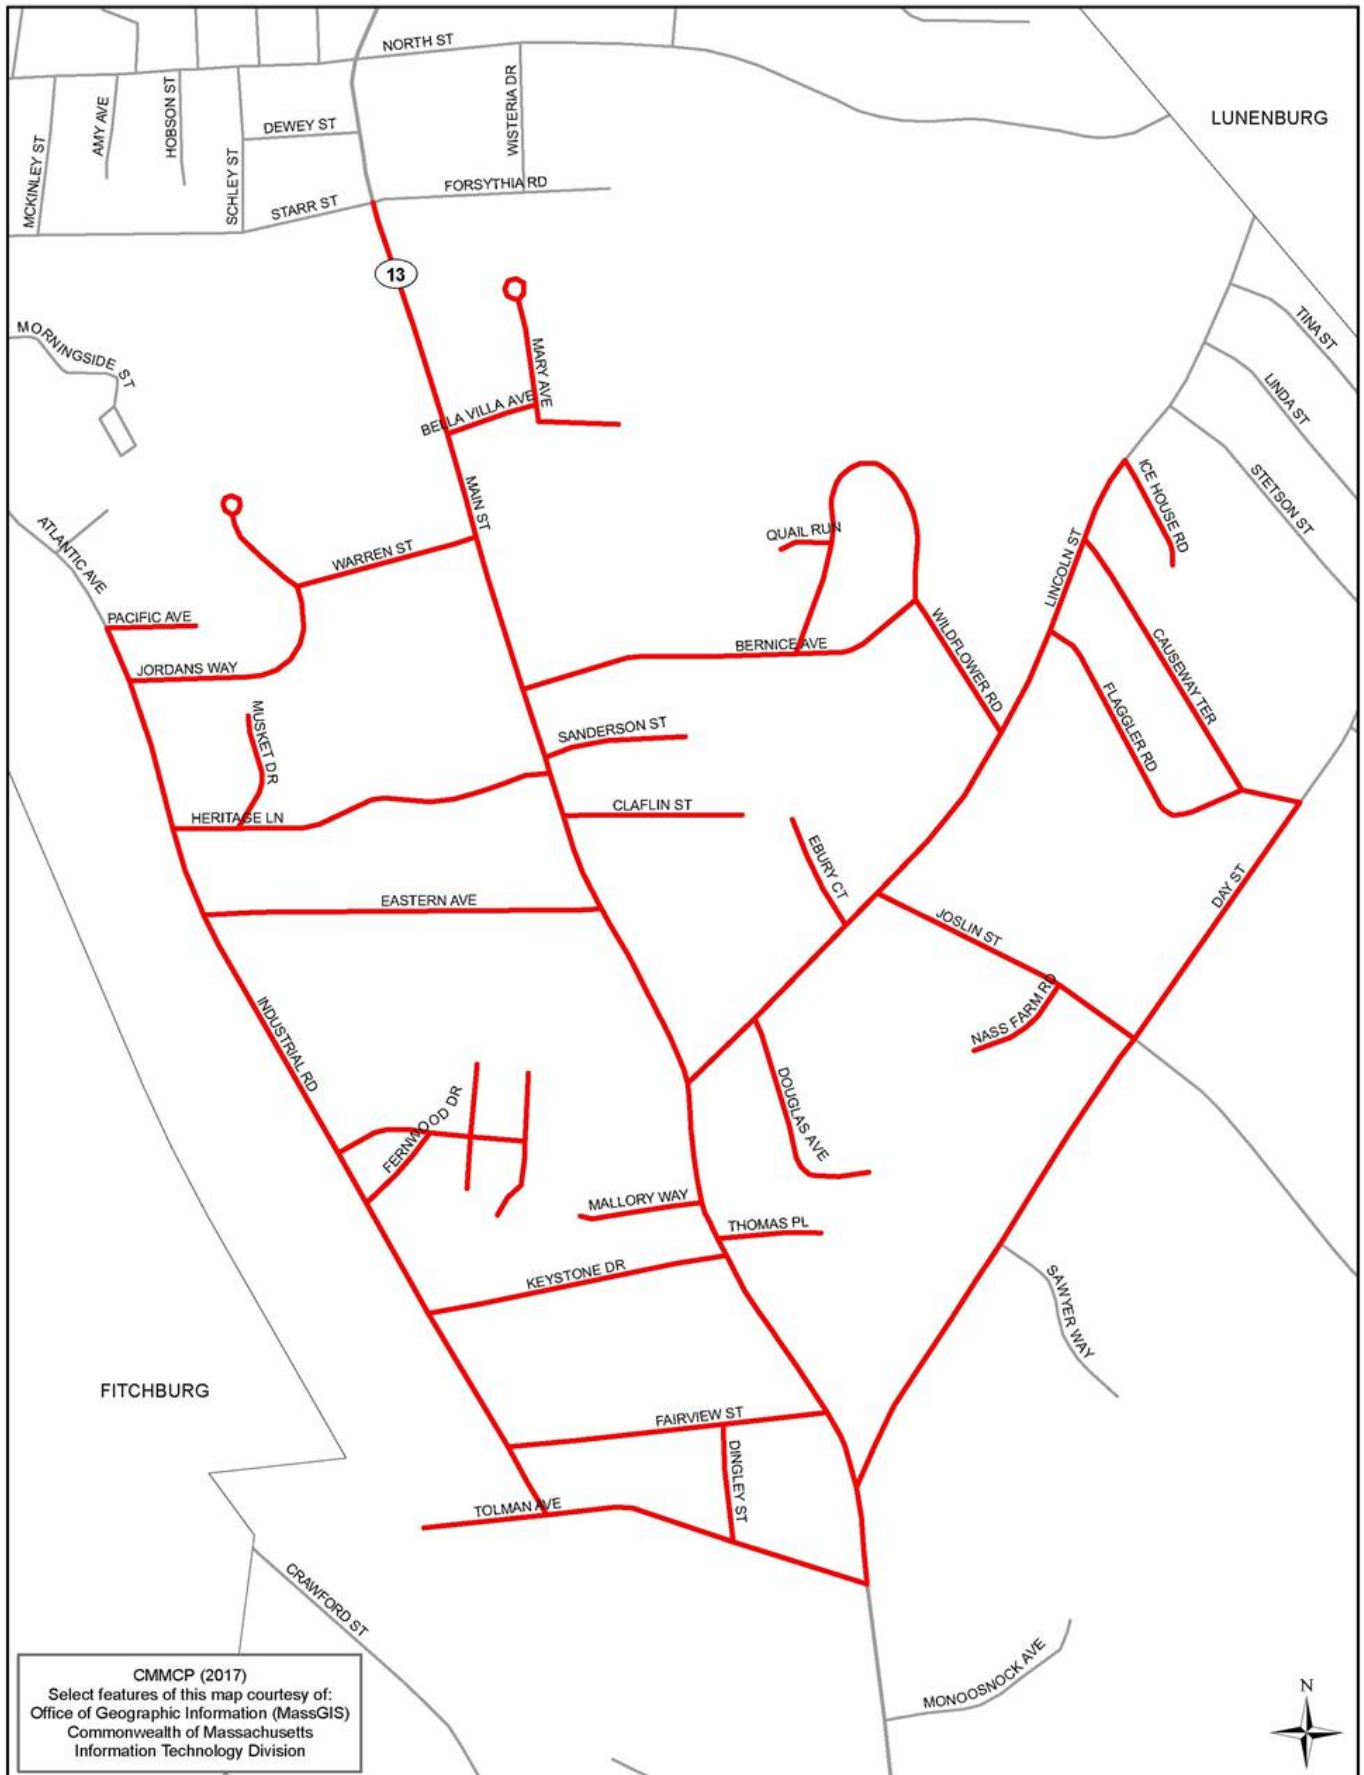 NORTH ST
LUNENBURG
MCKINLEY ST
AMY AVE
HOBSON ST
SCHLEY ST
DEWEY ST
WISTERIA DR
STARR ST
FORSYTHIA RD
13
TINA ST
MORNINGSIDE ST
MARY AVE
BELLA VILLA AVE
LINDA ST
STETSON ST
ICE HOUSE RD
MAIN ST
ATLANTIC AVE
WARREN ST
QUAIL RUN
LINCOLN ST
PACIFIC AVE
JORDANS WAY
BERNICE AVE
WILDFLOWER RD
CAUSEWAY TER
FLAGGLER RD
MUSKET DR
SANDERSON ST
HERITAGE LN
CLAFLIN ST
EBURY CT
DAY ST
EASTERN AVE
JOSLIN ST
NASS FARM RD
INDUSTRIAL RD
FERNWOOD DR
DOUGLAS AVE
MALLORY WAY
THOMAS PL
KEYSTONE DR
SAWYER WAY
FITCHBURG
FAIRVIEW ST
DINGLEY ST
TOLMAN AVE
CRAWFORD ST
MONOOSNOCK AVE
N
CMMCP (2017)
Select features of this map courtesy of:
Office of Geographic Information (MassGIS)
Commonwealth of Massachusetts
Information Technology Division